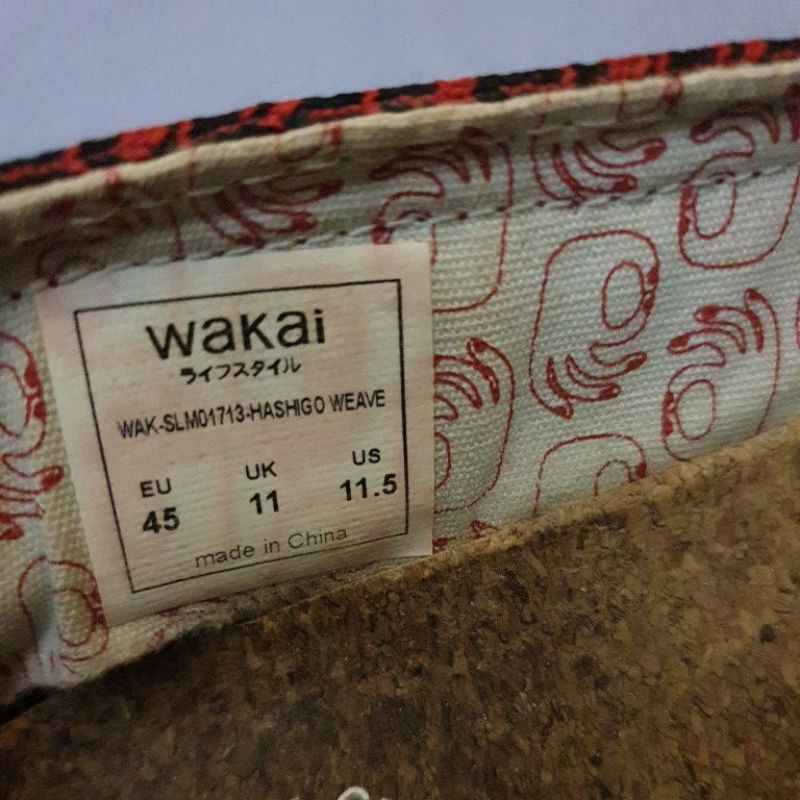 wakai
ライフスタイル
WAK-SLM01713-HASHIGO WEAVE
EU UK US
45 11 11.5
made in China